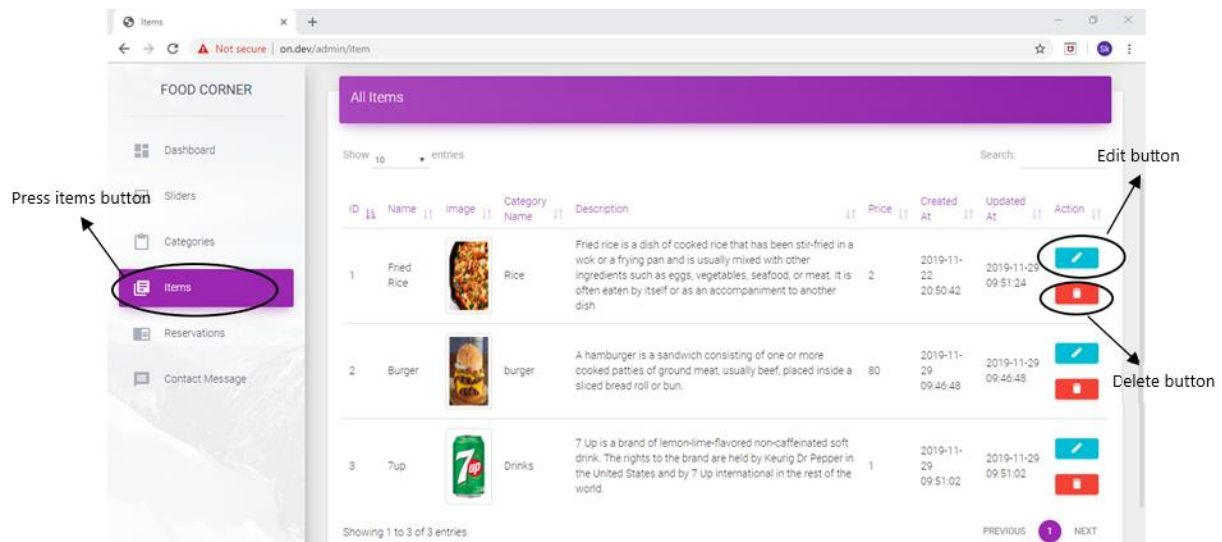 Items
Not secure | on.dev/admin/item
Sk
FOOD CORNER
Dashboard
Sliders
Categories
Items
Reservations
Contact Message
Press items button
All Items
Show 10 entries
Search:
Edit button
ID Name Image Category Name Description Price Created At Updated At Action
1
Fried
Rice
Rice
Fried rice is a dish of cooked rice that has been stir-fried in a
wok or a frying pan and is usually mixed with other
ingredients such as eggs, vegetables, seafood, or meat. It is
often eaten by itself or as an accompaniment to another
dish
2
2019-11-
22
20:50:42
2019-11-29
09:51:24
2
Burger
burger
A hamburger is a sandwich consisting of one or more
cooked patties of ground meat, usually beef, placed inside a
sliced bread roll or bun.
80
2019-11-
29
09:46:48
2019-11-29
09:46:48
Delete button
3
7up
7up
Drinks
7 Up is a brand of lemon-lime-flavored non-caffeinated soft
drink. The rights to the brand are held by Keurig Dr Pepper in
the United States and by 7 Up international in the rest of the
world.
1
2019-11-
29
09:51:02
2019-11-29
09:51:02
Showing 1 to 3 of 3 entries
PREVIOUS 1 NEXT